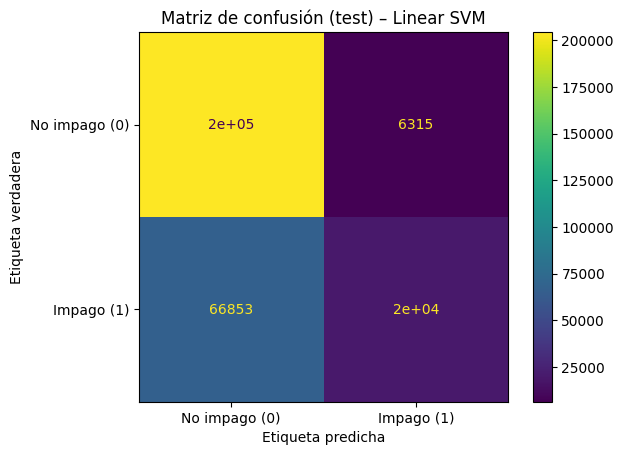 Matriz de confusión (test) – Linear SVM
Etiqueta verdadera
No impago (0)
2e+05
6315
Impago (1)
66853
2e+04
No impago (0)
Impago (1)
Etiqueta predicha
200000
175000
150000
125000
100000
75000
50000
25000